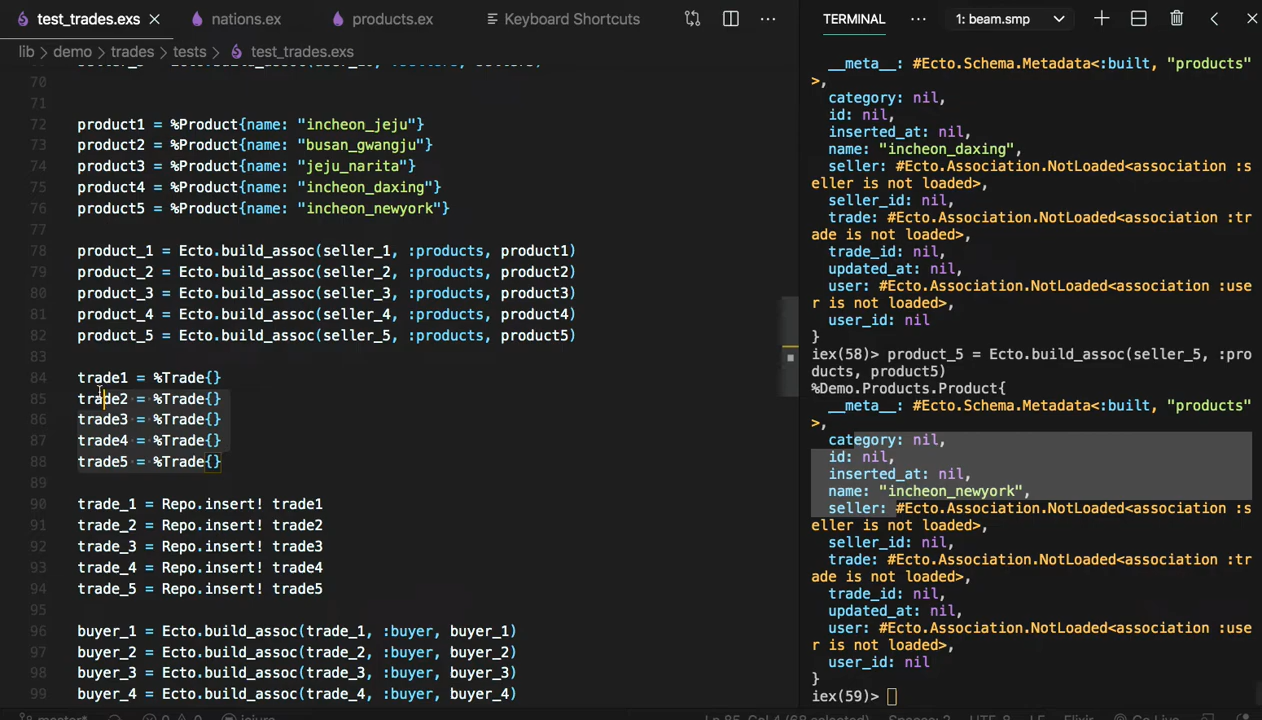 test_trades.exs
nations.ex
products.ex
Keyboard Shortcuts
lib > demo > trades > tests > test_trades.exs
70
71
72 product1 = %Product{name: "incheon_jeju"}
73 product2 = %Product{name: "busan_gwangju"}
74 product3 = %Product{name: "jeju_narita"}
75 product4 = %Product{name: "incheon_daxing"}
76 product5 = %Product{name: "incheon_newyork"}
77
78 product_1 = Ecto.build_assoc(seller_1, :products, product1)
79 product_2 = Ecto.build_assoc(seller_2, :products, product2)
80 product_3 = Ecto.build_assoc(seller_3, :products, product3)
81 product_4 = Ecto.build_assoc(seller_4, :products, product4)
82 product_5 = Ecto.build_assoc(seller_5, :products, product5)
83
84 trade1 = %Trade{}
85 trade2 = %Trade{}
86 trade3 = %Trade{}
87 trade4 = %Trade{}
88 trade5 = %Trade{}
89
90 trade_1 = Repo.insert! trade1
91 trade_2 = Repo.insert! trade2
92 trade_3 = Repo.insert! trade3
93 trade_4 = Repo.insert! trade4
94 trade_5 = Repo.insert! trade5
95
96 buyer_1 = Ecto.build_assoc(trade_1, :buyer, buyer_1)
97 buyer_2 = Ecto.build_assoc(trade_2, :buyer, buyer_2)
98 buyer_3 = Ecto.build_assoc(trade_3, :buyer, buyer_3)
99 buyer_4 = Ecto.build_assoc(trade_4, :buyer, buyer_4)
TERMINAL
1: beam.smp
__meta__: #Ecto.Schema.Metadata<:built, "products"
>,
category: nil,
id: nil,
inserted_at: nil,
name: "incheon_daxing",
seller: #Ecto.Association.NotLoaded<association :s
eller is not loaded>,
seller_id: nil,
trade: #Ecto.Association.NotLoaded<association :tr
ade is not loaded>,
trade_id: nil,
updated_at: nil,
user: #Ecto.Association.NotLoaded<association :use
r is not loaded>,
user_id: nil
}
iex(58)> product_5 = Ecto.build_assoc(seller_5, :pro
ducts, product5)
%Demo.Products.Product{
__meta__: #Ecto.Schema.Metadata<:built, "products"
>,
category: nil,
id: nil,
inserted_at: nil,
name: "incheon_newyork",
seller: #Ecto.Association.NotLoaded<association :s
eller is not loaded>,
seller_id: nil,
trade: #Ecto.Association.NotLoaded<association :tr
ade is not loaded>,
trade_id: nil,
updated_at: nil,
user: #Ecto.Association.NotLoaded<association :use
r is not loaded>,
user_id: nil
}
iex(59)>